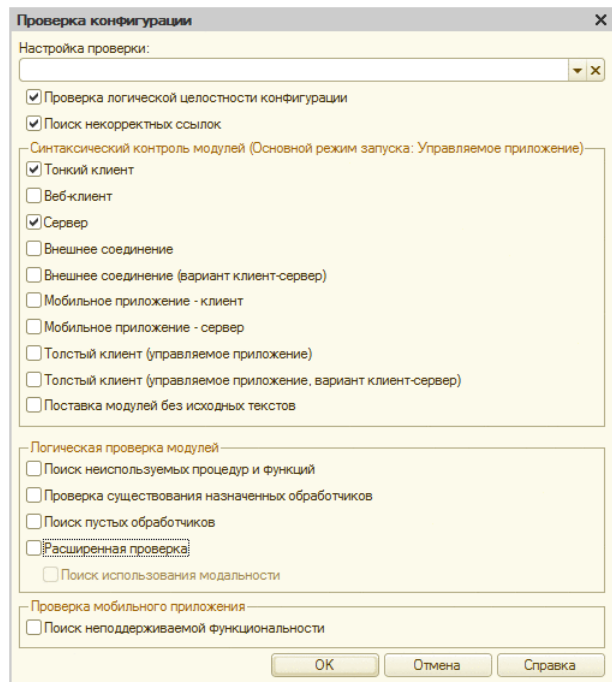 Проверка конфигурации
Настройка проверки:
Проверка логической целостности конфигурации
Поиск некорректных ссылок
Синтаксический контроль модулей (Основной режим запуска: Управляемое приложение)
Тонкий клиент
Веб-клиент
Сервер
Внешнее соединение
Внешнее соединение (вариант клиент-сервер)
Мобильное приложение - клиент
Мобильное приложение - сервер
Толстый клиент (управляемое приложение)
Толстый клиент (управляемое приложение, вариант клиент-сервер)
Поставка модулей без исходных текстов
Логическая проверка модулей
Поиск неиспользуемых процедур и функций
Проверка существования назначенных обработчиков
Поиск пустых обработчиков
Расширенная проверка
Поиск использования модальности
Проверка мобильного приложения
Поиск неподдерживаемой функциональности
ОК Отмена Справка